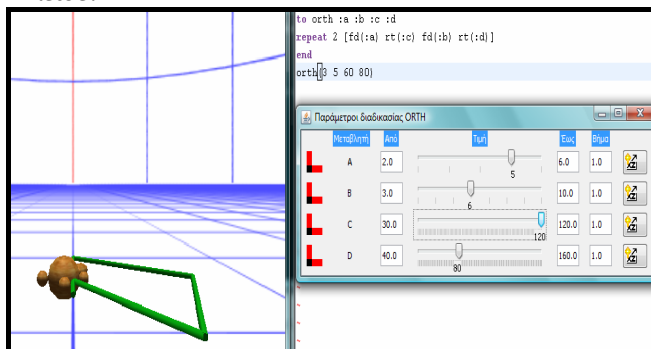 to orth :a :b :c :d
repeat 2 [fd(:a) rt(:c) fd(:b) rt(:d)]
end
orth(3 5 60 80)
Παράμετροι διαδικασίας ORTH
Μεταβλητή Από Τιμή Έως Βήμα
A 2.0 5 6.0 1.0
B 3.0 6 10.0 1.0
C 30.0 120 120.0 1.0
D 40.0 80 160.0 1.0